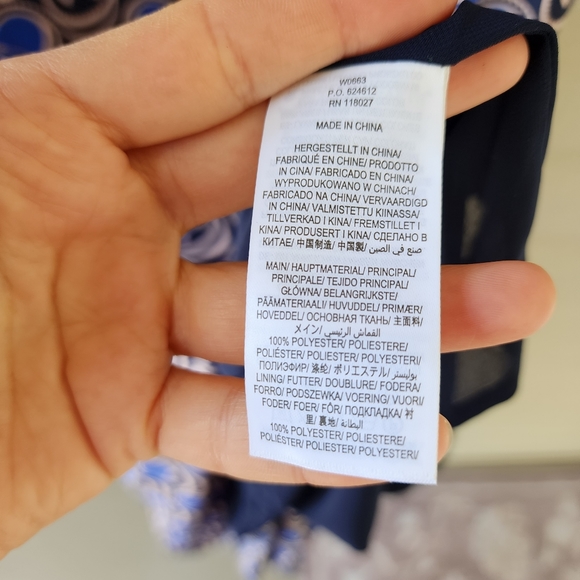 W0663
P.O. 624612
RN 118027
MADE IN CHINA
HERGESTELLT IN CHINA/
FABRIQUÉ EN CHINE/ PRODOTTO
IN CINA/ FABRICADO EN CHINA/
WYPRODUKOWANO W CHINACH/
FABRICADO NA CHINA/ VERVAARDIGD
IN CHINA/ VALMISTETTU KIINASSA/
TILLVERKAD I KINA/ FREMSTILLET I
KINA/ PRODUSERT I KINA/ СДЕЛАНО В
КИТАЕ/ 中国制造/ 中国製/ صنع في الصين
MAIN/ HAUPTMATERIAL/ PRINCIPAL/
PRINCIPALE/ TEJIDO PRINCIPAL/
GŁÓWNA/ BELANGRIJKSTE/
PÄÄMATERIAALI/ HUVUDDEL/ PRIMÆR/
HOVEDDEL/ ОСНОВНАЯ ТКАНЬ/ 主面料/
メイン/ القماش الرئيسي/
100% POLYESTER/ POLIESTERE/
POLIÉSTER/ POLIESTER/ POLYESTERI/
ПОЛИЭФИР/ 涤纶/ ポリエステル/ بوليستر/
LINING/ FUTTER/ DOUBLURE/ FODERA/
FORRO/ PODSZEWKA/ VOERING/ VUORI/
FODER/ FOER/ FÔR/ ПОДКЛАДКА/ 衬
里/ 裏地/ البطانة/
100% POLYESTER/ POLIESTERE/
POLIÉSTER/ POLIESTER/ POLYESTERI/